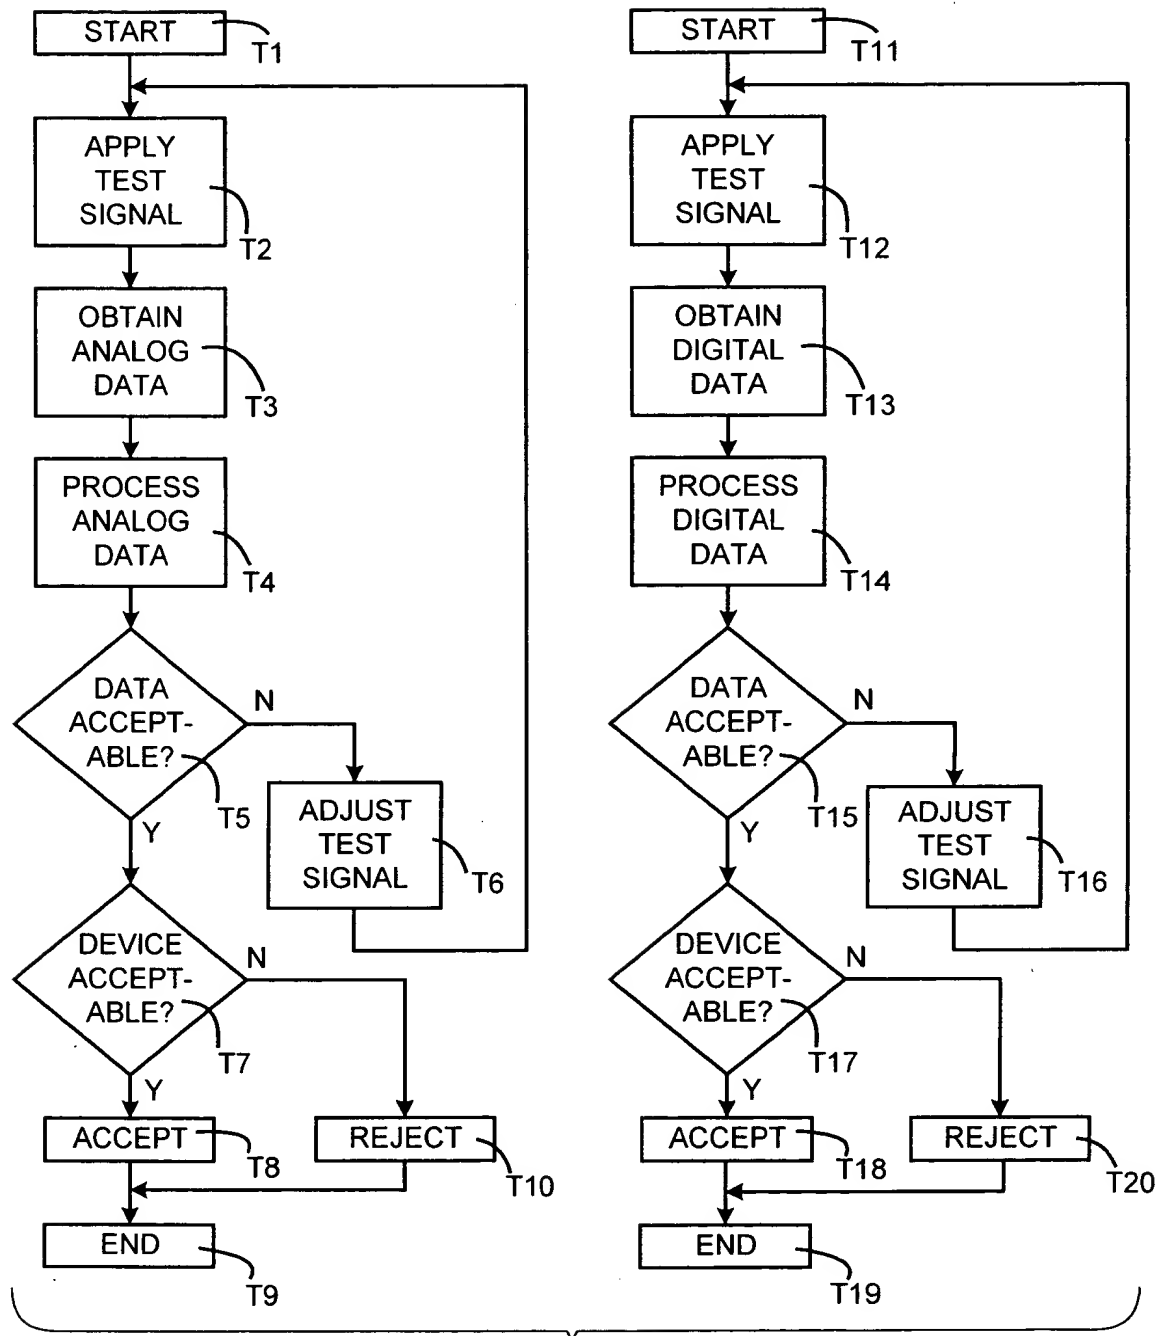 START
T1
APPLY
TEST
SIGNAL
T2
OBTAIN
ANALOG
DATA
T3
PROCESS
ANALOG
DATA
T4
DATA
ACCEPT-
ABLE?
T5
N
Y
ADJUST
TEST
SIGNAL
T6
DEVICE
ACCEPT-
ABLE?
T7
N
Y
ACCEPT
T8
REJECT
T10
END
T9
START
T11
APPLY
TEST
SIGNAL
T12
OBTAIN
DIGITAL
DATA
T13
PROCESS
DIGITAL
DATA
T14
DATA
ACCEPT-
ABLE?
T15
N
Y
ADJUST
TEST
SIGNAL
T16
DEVICE
ACCEPT-
ABLE?
T17
N
Y
ACCEPT
T18
REJECT
T20
END
T19